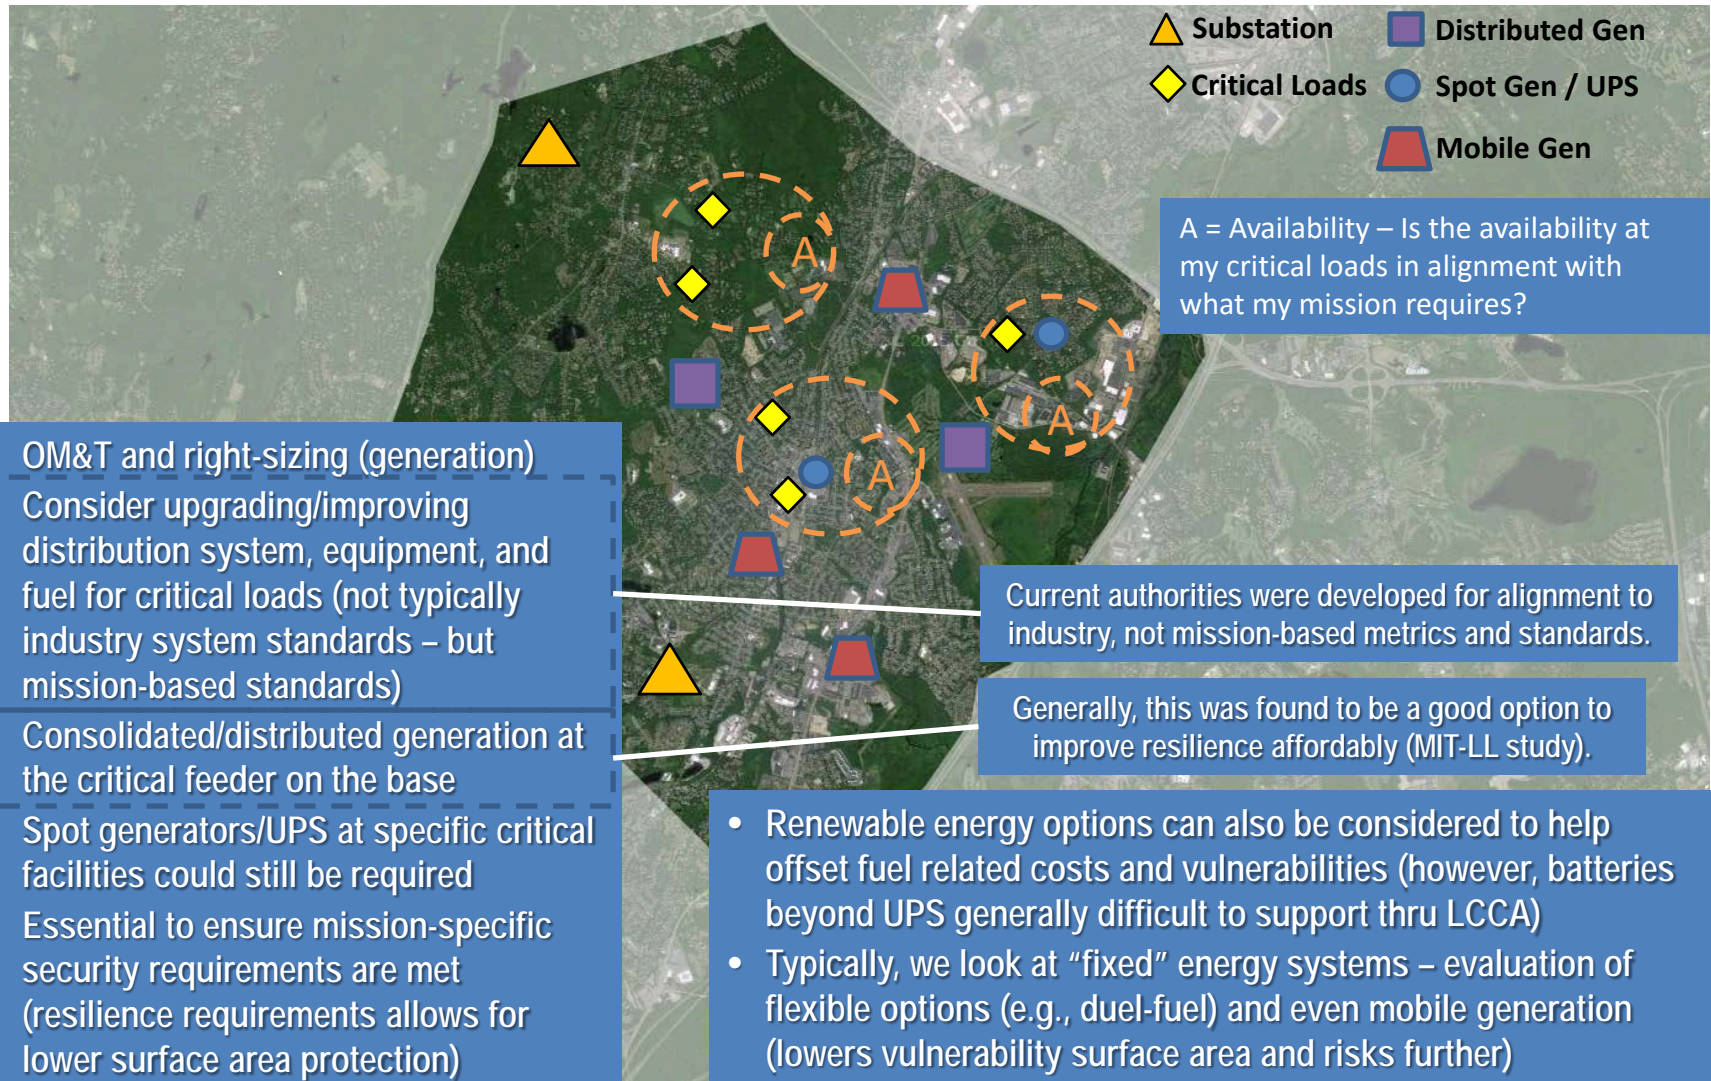 Substation
Distributed Gen
Critical Loads
Spot Gen / UPS
Mobile Gen
A = Availability – Is the availability at
my critical loads in alignment with
what my mission requires?
A
A
A
OM&T and right-sizing (generation)
Consider upgrading/improving
distribution system, equipment, and
fuel for critical loads (not typically
industry system standards – but
mission-based standards)
Consolidated/distributed generation at
the critical feeder on the base
Spot generators/UPS at specific critical
facilities could still be required
Essential to ensure mission-specific
security requirements are met
(resilience requirements allows for
lower surface area protection)
Current authorities were developed for alignment to
industry, not mission-based metrics and standards.
Generally, this was found to be a good option to
improve resilience affordably (MIT-LL study).
• Renewable energy options can also be considered to help
offset fuel related costs and vulnerabilities (however, batteries
beyond UPS generally difficult to support thru LCCA)
• Typically, we look at “fixed” energy systems – evaluation of
flexible options (e.g., duel-fuel) and even mobile generation
(lowers vulnerability surface area and risks further)